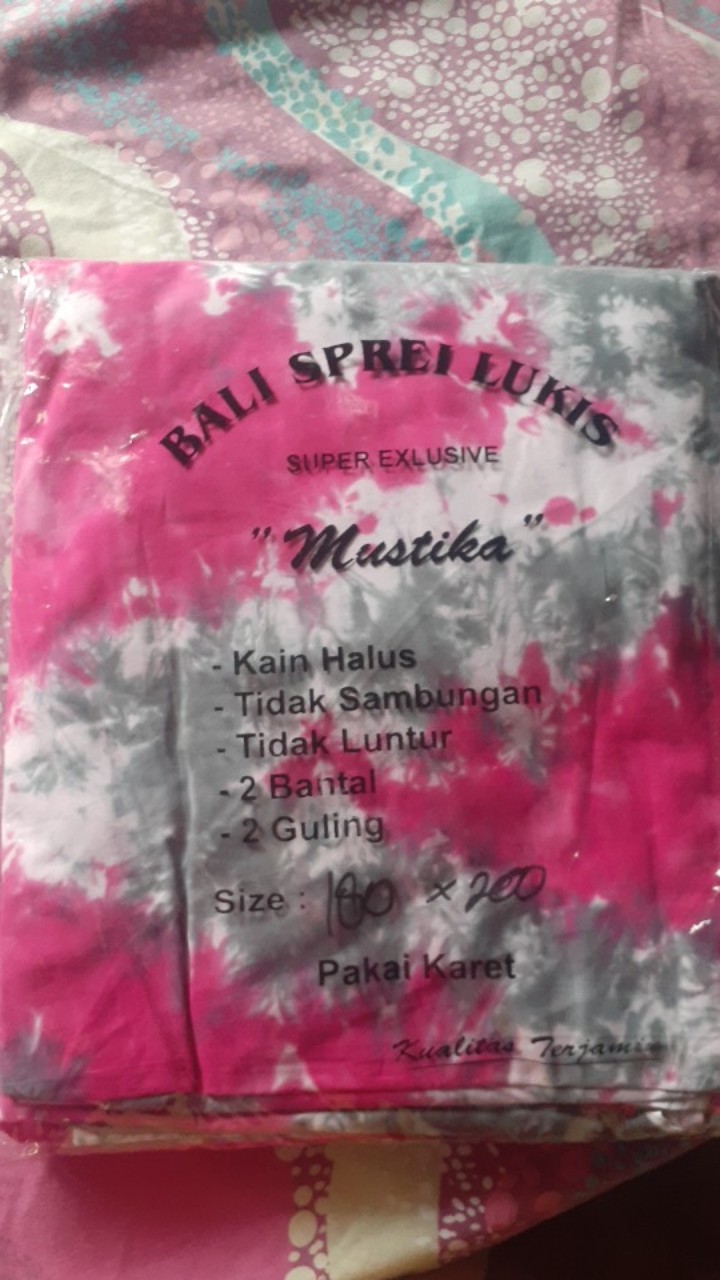 BALI SPREI LUKIS
SUPER EXLUSIVE
"Mustika"
- Kain Halus
- Tidak Sambungan
- Tidak Luntur
- 2 Bantal
- 2 Guling
Size : 180 x 200
Pakai Karet
Kualitas Terjamin